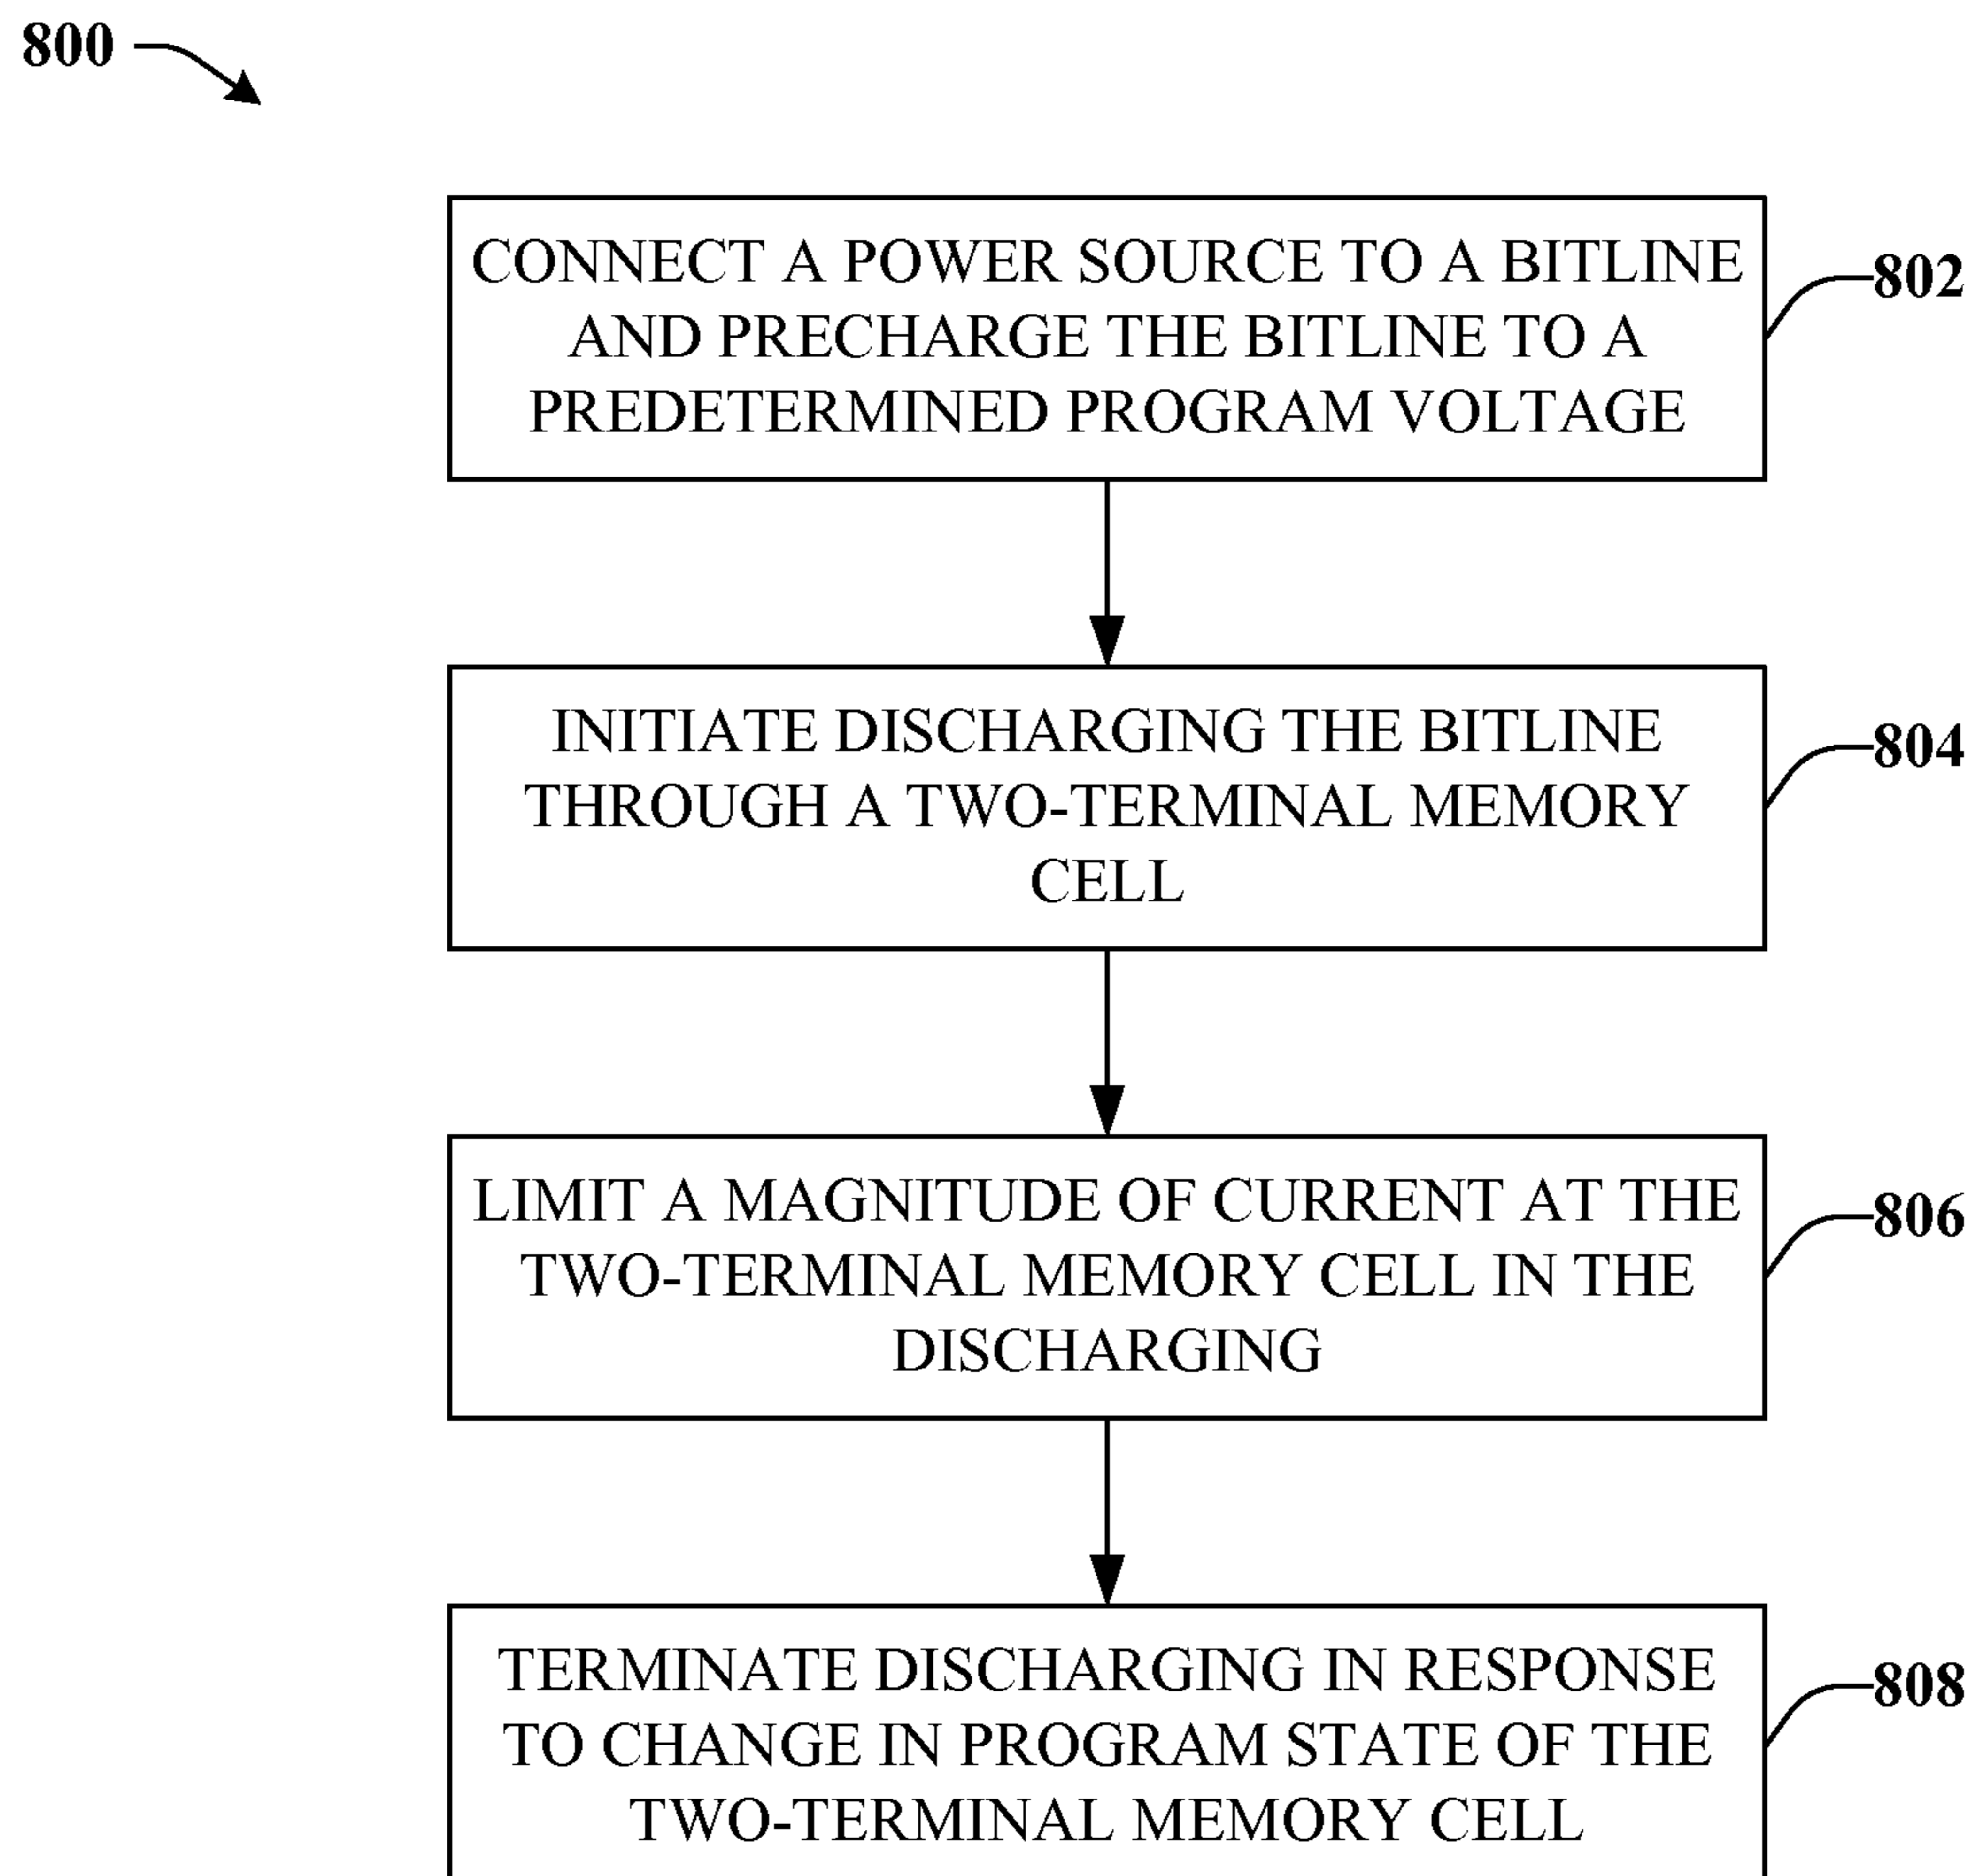 800
CONNECT A POWER SOURCE TO A BITLINE
AND PRECHARGE THE BITLINE TO A
PREDETERMINED PROGRAM VOLTAGE
802
INITIATE DISCHARGING THE BITLINE
THROUGH A TWO-TERMINAL MEMORY
CELL
804
LIMIT A MAGNITUDE OF CURRENT AT THE
TWO-TERMINAL MEMORY CELL IN THE
DISCHARGING
806
TERMINATE DISCHARGING IN RESPONSE
TO CHANGE IN PROGRAM STATE OF THE
TWO-TERMINAL MEMORY CELL
808